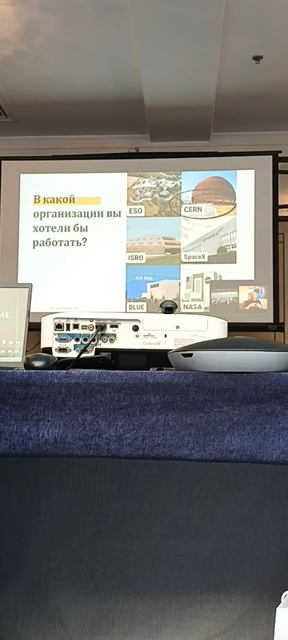 В какой
организации вы
хотели бы
работать?
ESO
CERN
ISRO
SpaceX
BLUE
NASA